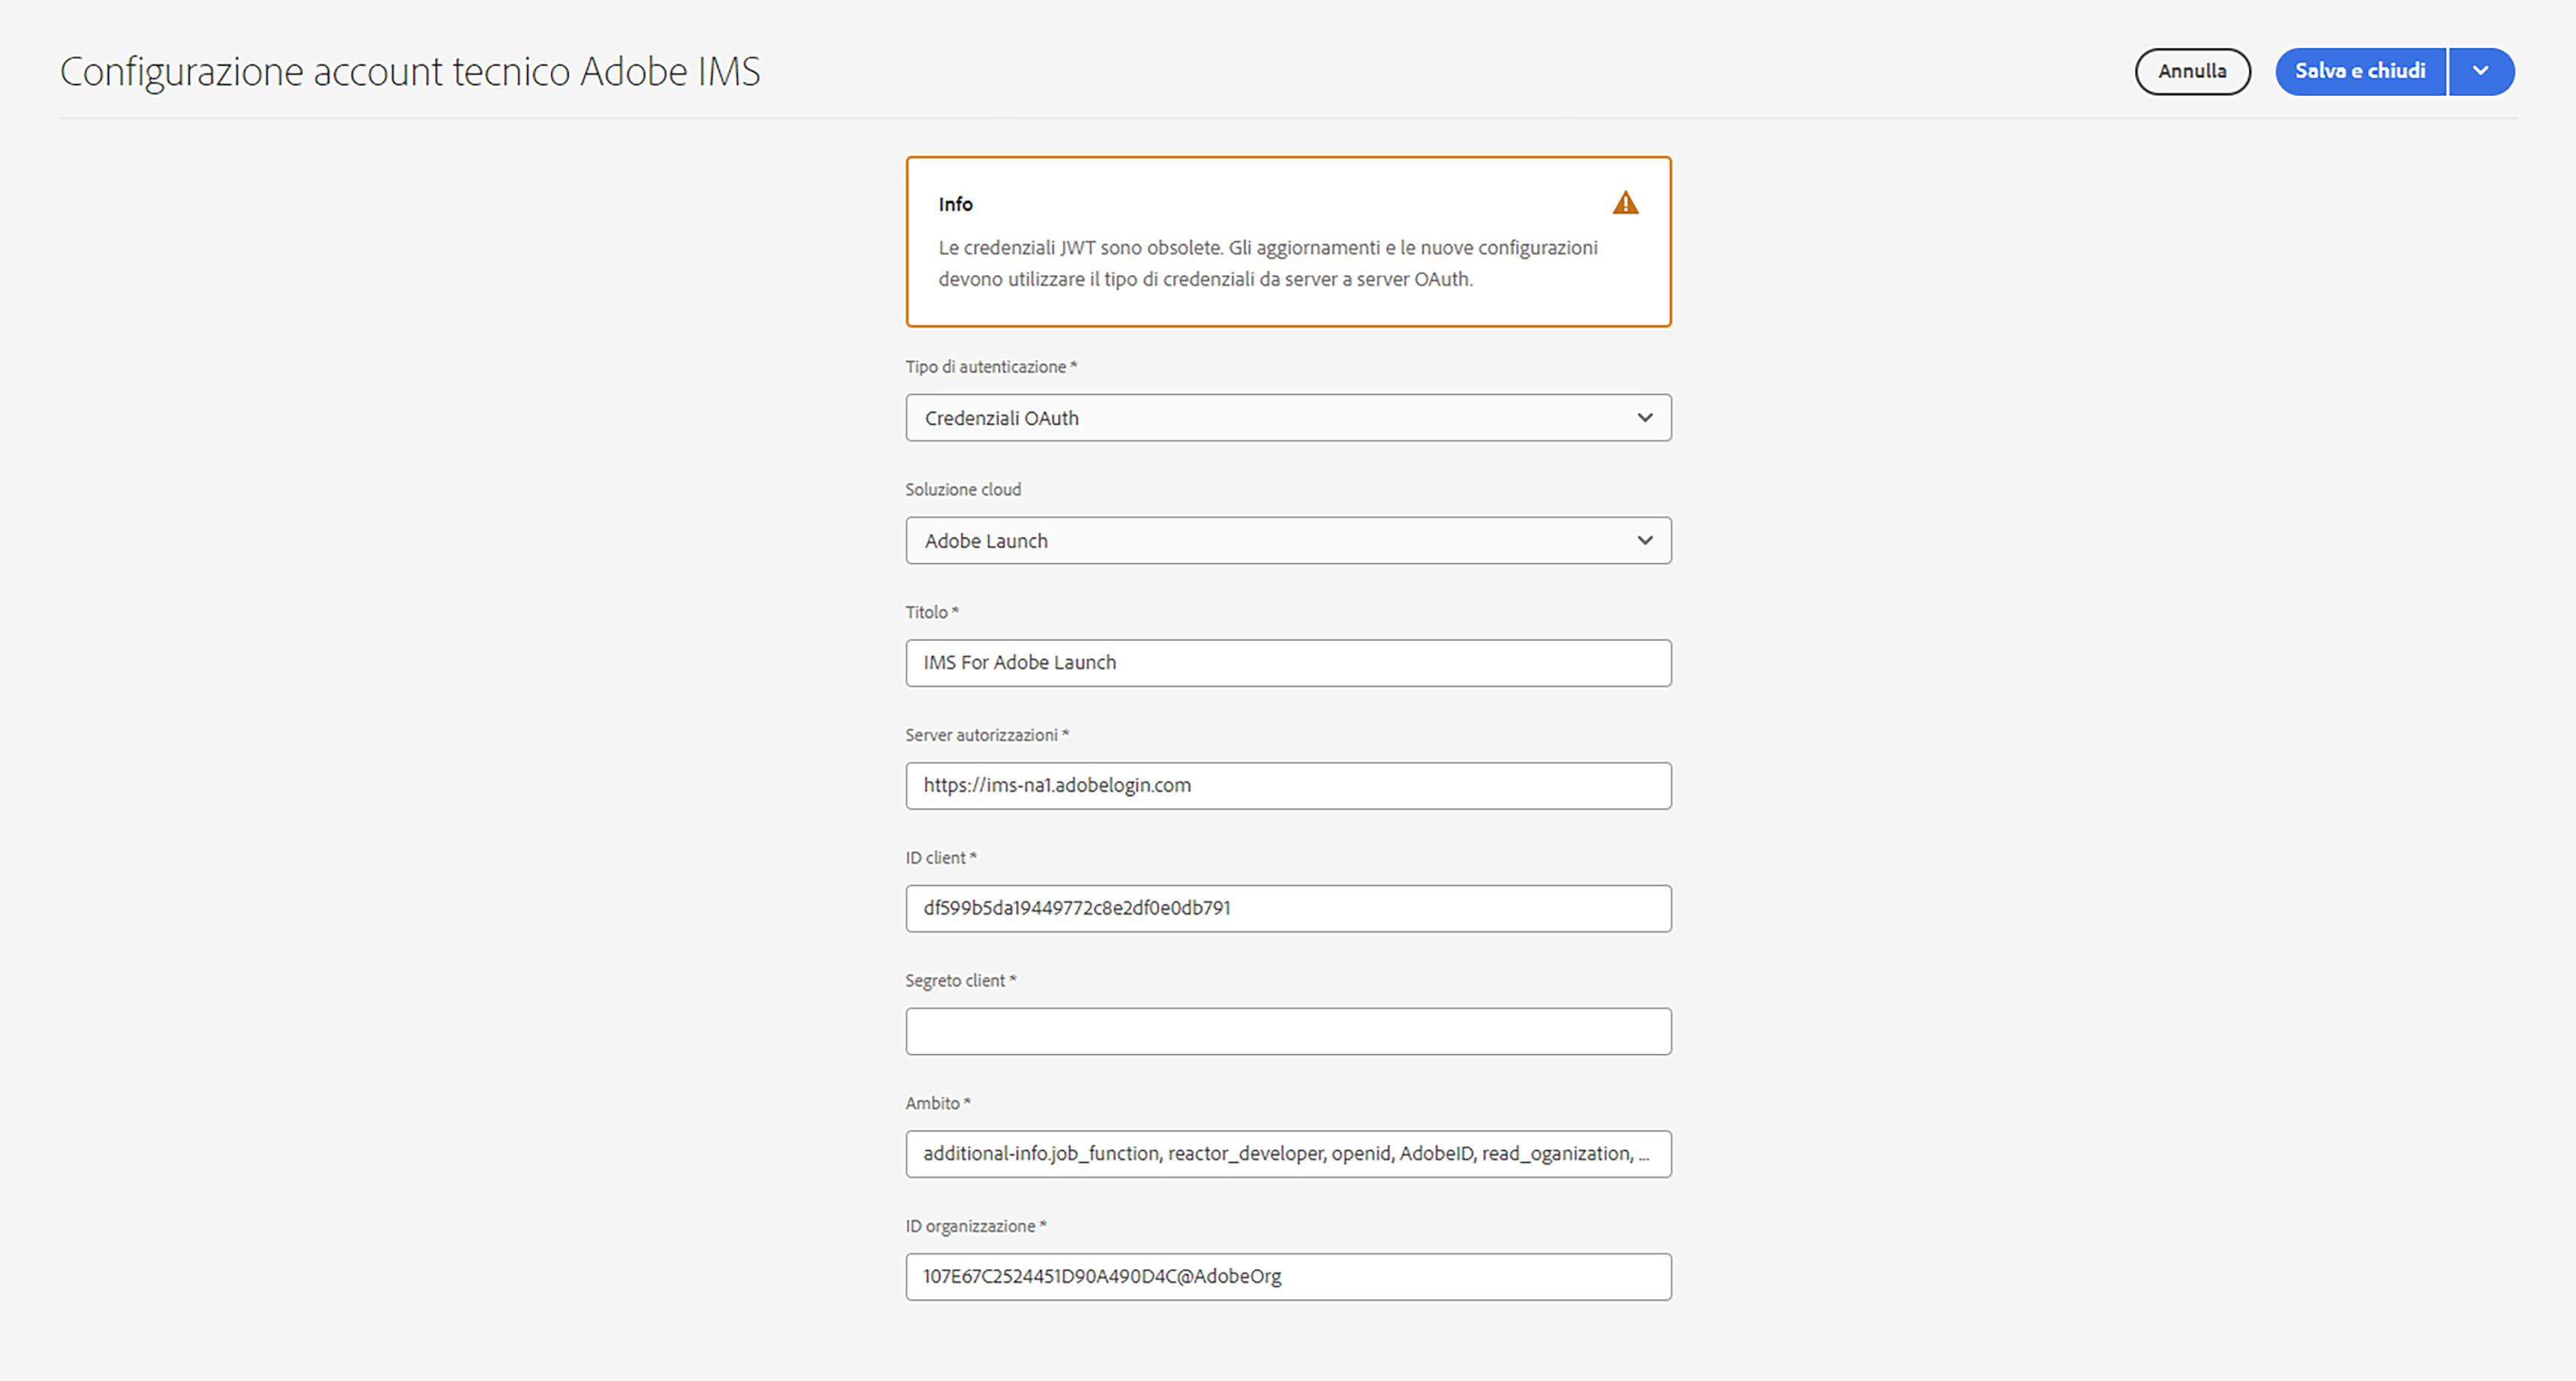 Configurazione account tecnico Adobe IMS
Annulla
Salva e chiudi
Info
Le credenziali JWT sono obsolete. Gli aggiornamenti e le nuove configurazioni
devono utilizzare il tipo di credenziali da server a server OAuth.
Tipo di autenticazione *
Credenziali OAuth
Soluzione cloud
Adobe Launch
Titolo *
IMS For Adobe Launch
Server autorizzazioni *
https://ims-na1.adobelogin.com
ID client *
df599b5da19449772c8e2df0e0db791
Segreto client *
Ambito *
additional-info.job_function, reactor_developer, openid, AdobeID, read_oganization, ...
ID organizzazione *
107E67C2524451D90A490D4C@AdobeOrg